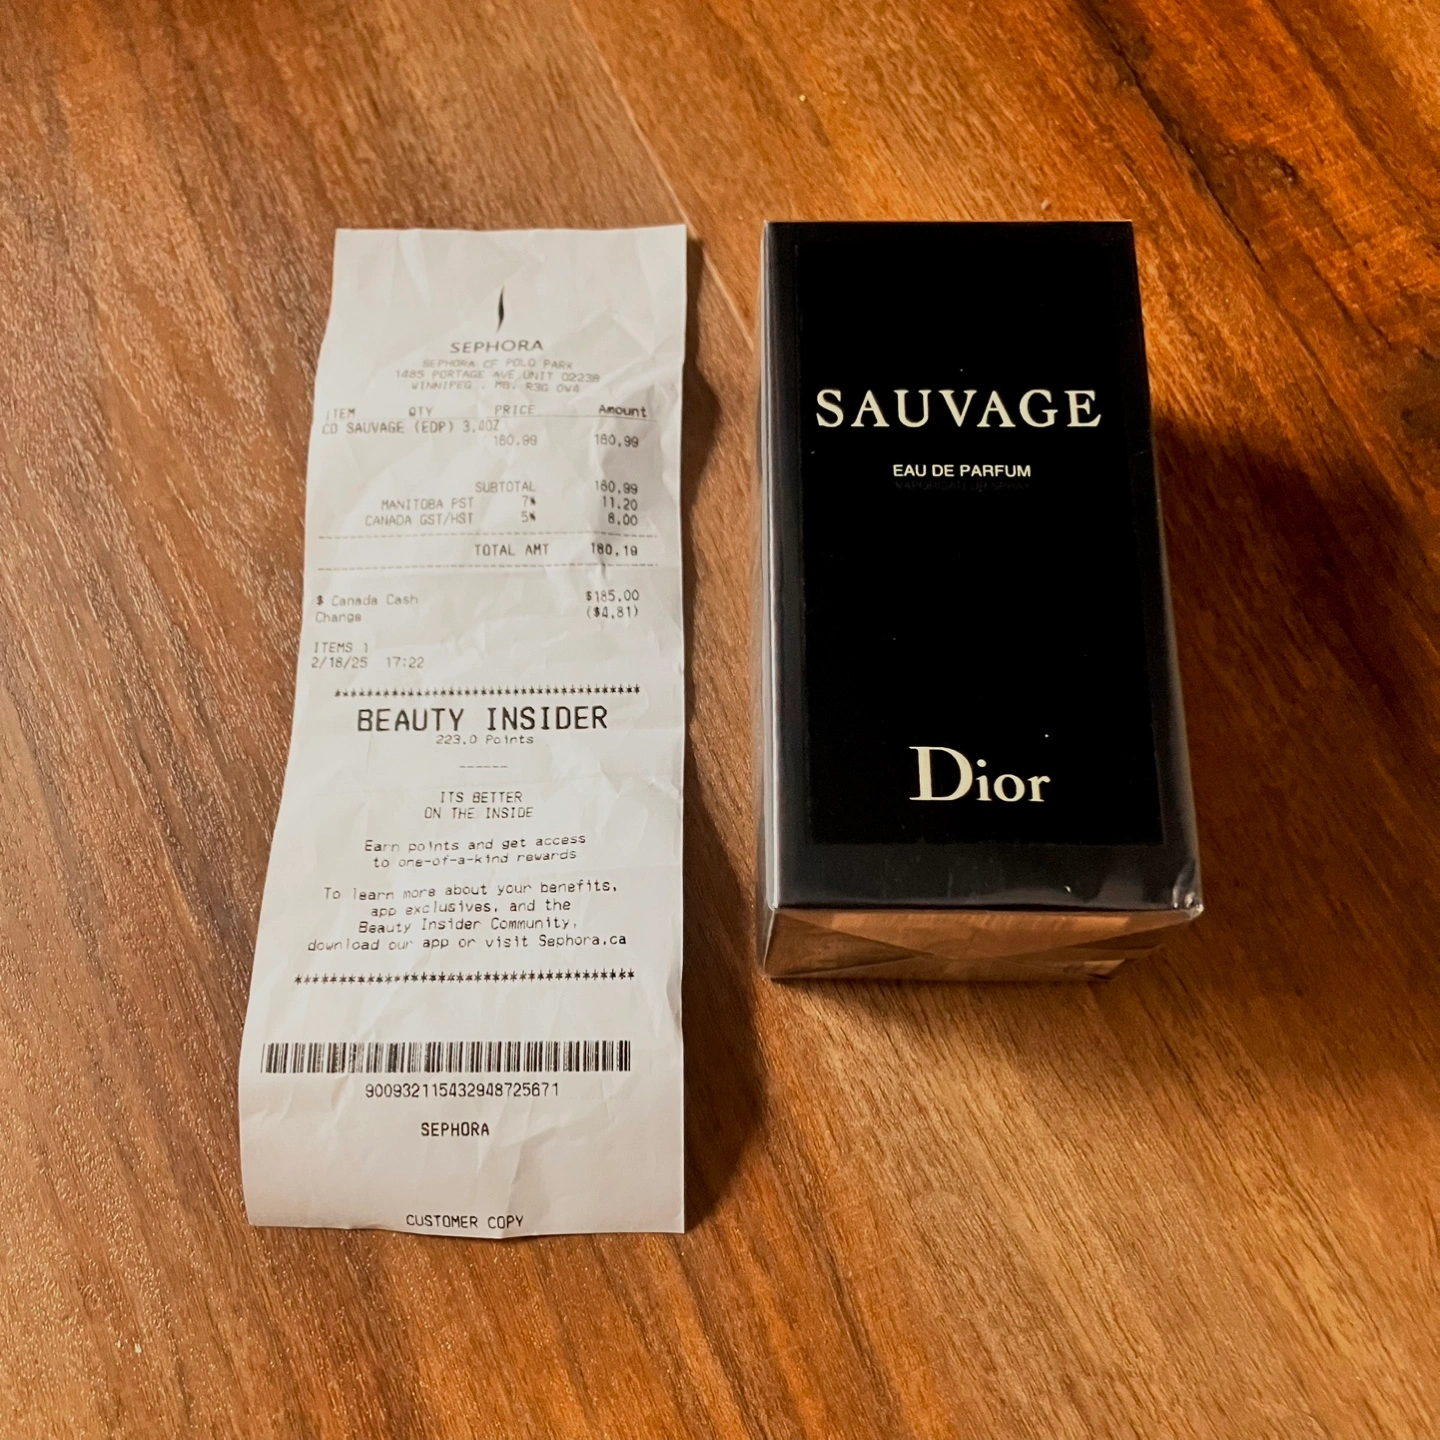 SEPHORA
SEPHORA CF POLO PARK
1485 PORTAGE AVE,UNIT 02238
WINNIPEG , MB, R3G 0W4
ITEM QTY PRICE Amount
CD SAUVAGE (EDP) 3.4OZ
160.99 160.99
SUBTOTAL 160.99
MANITOBA PST 7% 11.20
CANADA GST/HST 5% 8.00
TOTAL AMT 180.19
$ Canada Cash $185.00
Change ($4.81)
ITEMS 1
2/18/25 17:22
****************************************
BEAUTY INSIDER
223.0 Points
------
ITS BETTER
ON THE INSIDE
Earn points and get access
to one-of-a-kind rewards
To learn more about your benefits,
app exclusives, and the
Beauty Insider Community,
download our app or visit Sephora.ca
****************************************
900932115432948725671
SEPHORA
CUSTOMER COPY
SAUVAGE
EAU DE PARFUM
VAPORISATEUR SPRAY
Dior